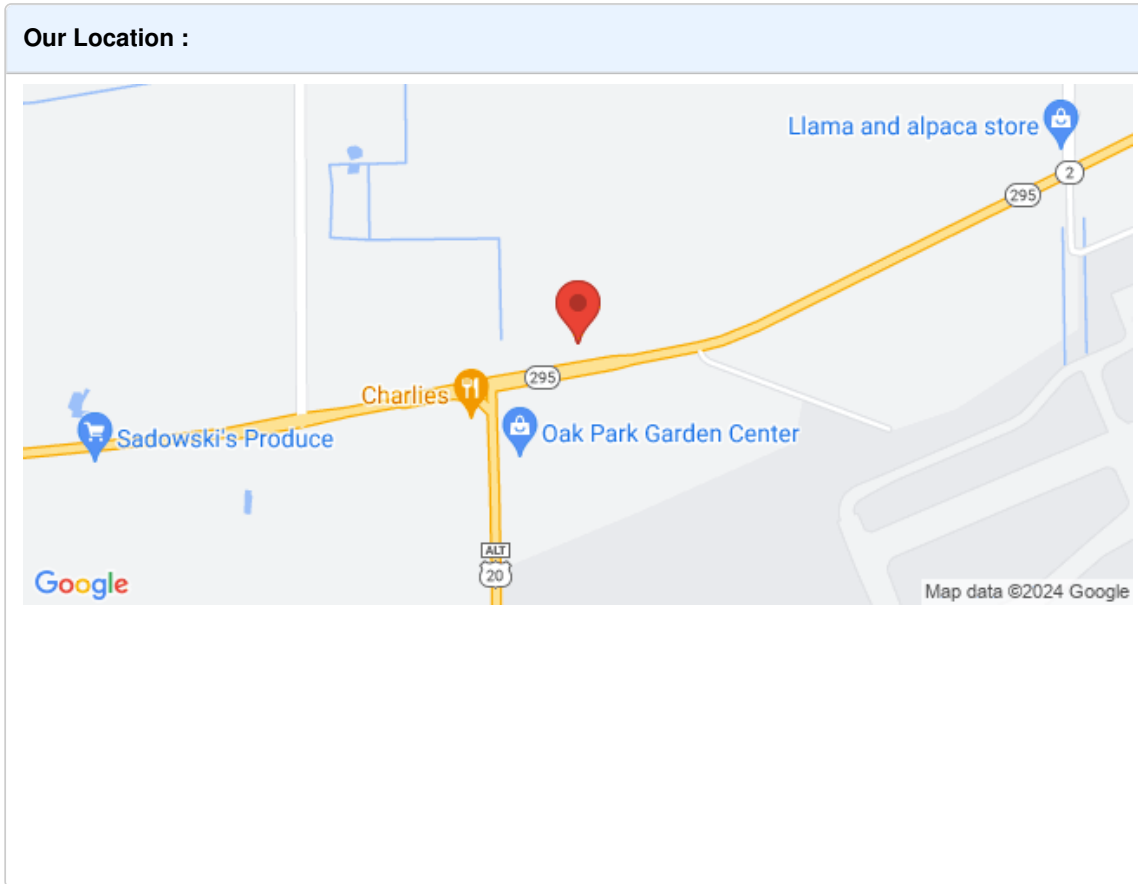 Our Location :
Llama and alpaca store
2
295
295
Charlies
Sadowski's Produce
Oak Park Garden Center
ALT
20
Google
Map data ©2024 Google